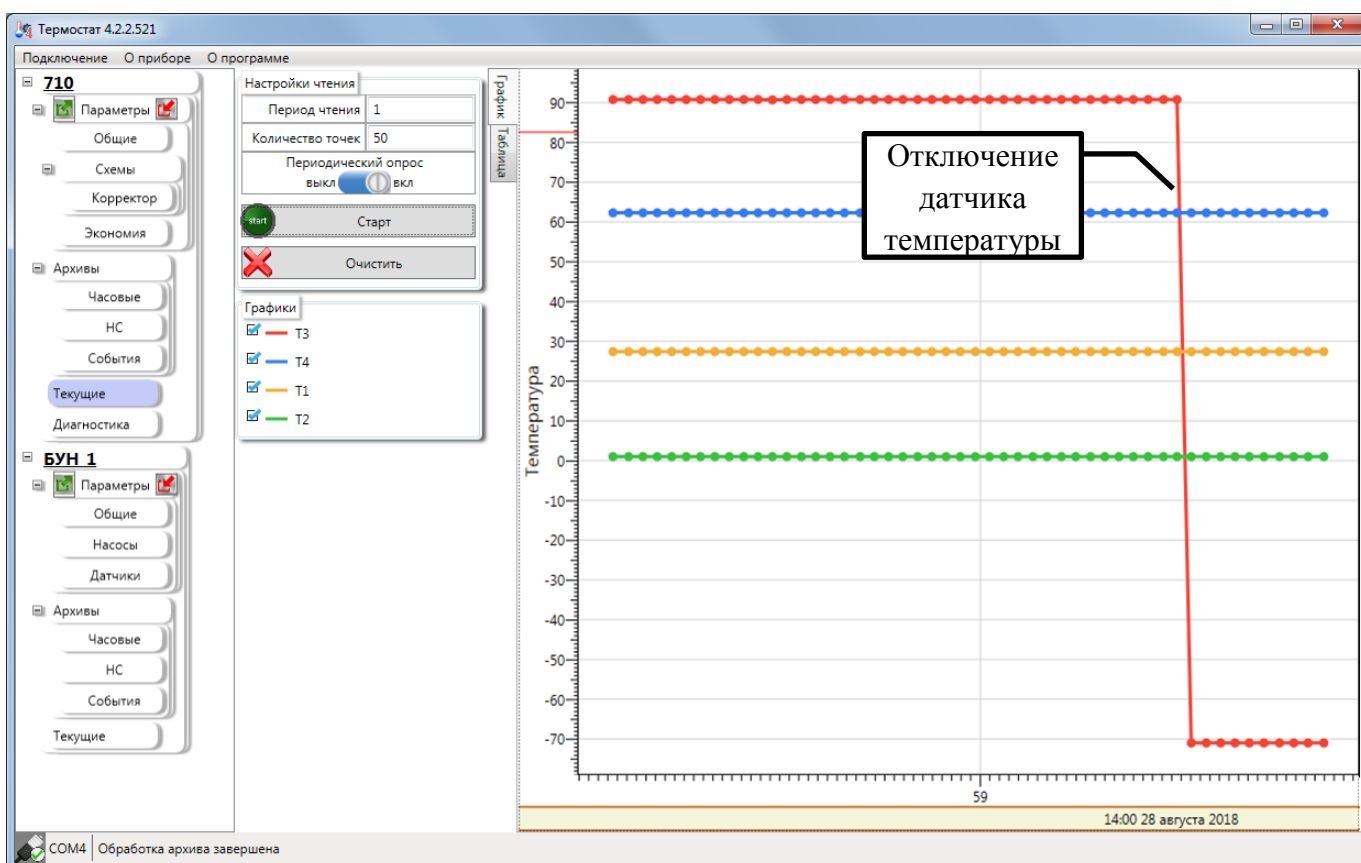 Термостат 4.2.2.521
Подключение О приборе О программе
710
Параметры
Общие
Схемы
Корректор
Экономия
Архивы
Часовые
НС
События
Текущие
Диагностика
БУН 1
Параметры
Общие
Насосы
Датчики
Архивы
Часовые
НС
События
Текущие
Настройки чтения
Период чтения 1
Количество точек 50
Периодический опрос
выкл вкл
start Старт
Очистить
Графики
T3
T4
T1
T2
График
Таблица
Температура
90
80
70
60
50
40
30
20
10
0
-10
-20
-30
-40
-50
-60
-70
Отключение
датчика
температуры
59
14:00 28 августа 2018
COM4 Обработка архива завершена